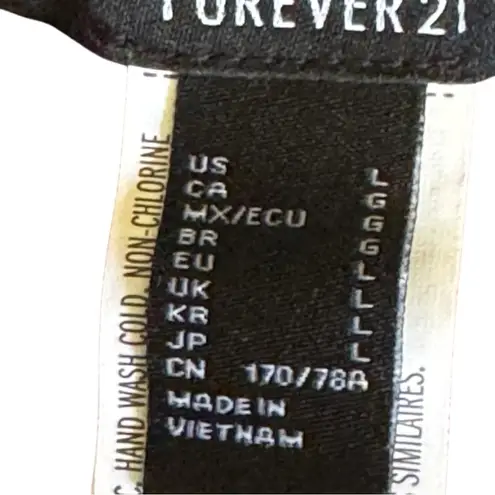 FOREVER 21
US L
CA G
MX/ECU G
BR G
EU L
UK L
KR L
JP L
CN 170/78A
MADE IN
VIETNAM
HAND WASH COLD. NON-CHLORINE
SIMILAIRES.